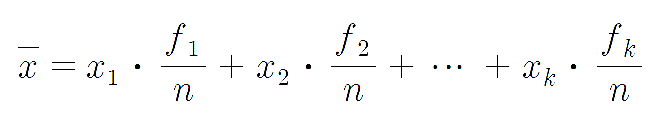 x̄ = x₁ · f₁/n + x₂ · f₂/n + ⋯ + xₖ · fₖ/n